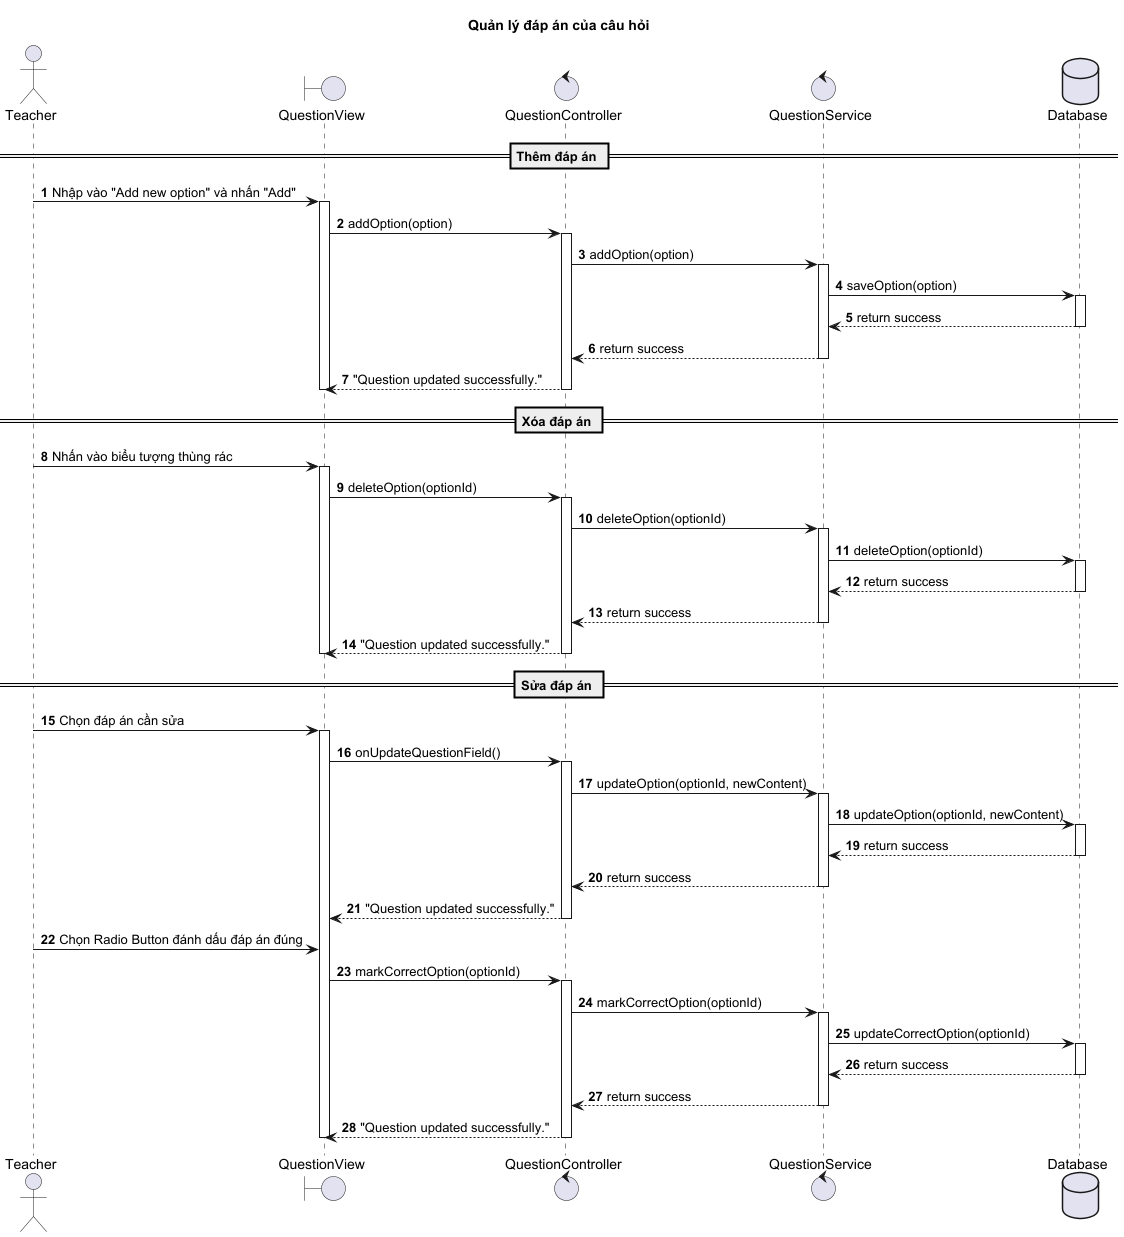 Quản lý đáp án của câu hỏi
Teacher
QuestionView
QuestionController
QuestionService
Database
Thêm đáp án
1 Nhập vào "Add new option" và nhấn "Add"
2 addOption(option)
3 addOption(option)
4 saveOption(option)
5 return success
6 return success
7 "Question updated successfully."
Xóa đáp án
8 Nhấn vào biểu tượng thùng rác
9 deleteOption(optionId)
10 deleteOption(optionId)
11 deleteOption(optionId)
12 return success
13 return success
14 "Question updated successfully."
Sửa đáp án
15 Chọn đáp án cần sửa
16 onUpdateQuestionField()
17 updateOption(optionId, newContent)
18 updateOption(optionId, newContent)
19 return success
20 return success
21 "Question updated successfully."
22 Chọn Radio Button đánh dấu đáp án đúng
23 markCorrectOption(optionId)
24 markCorrectOption(optionId)
25 updateCorrectOption(optionId)
26 return success
27 return success
28 "Question updated successfully."
Teacher
QuestionView
QuestionController
QuestionService
Database